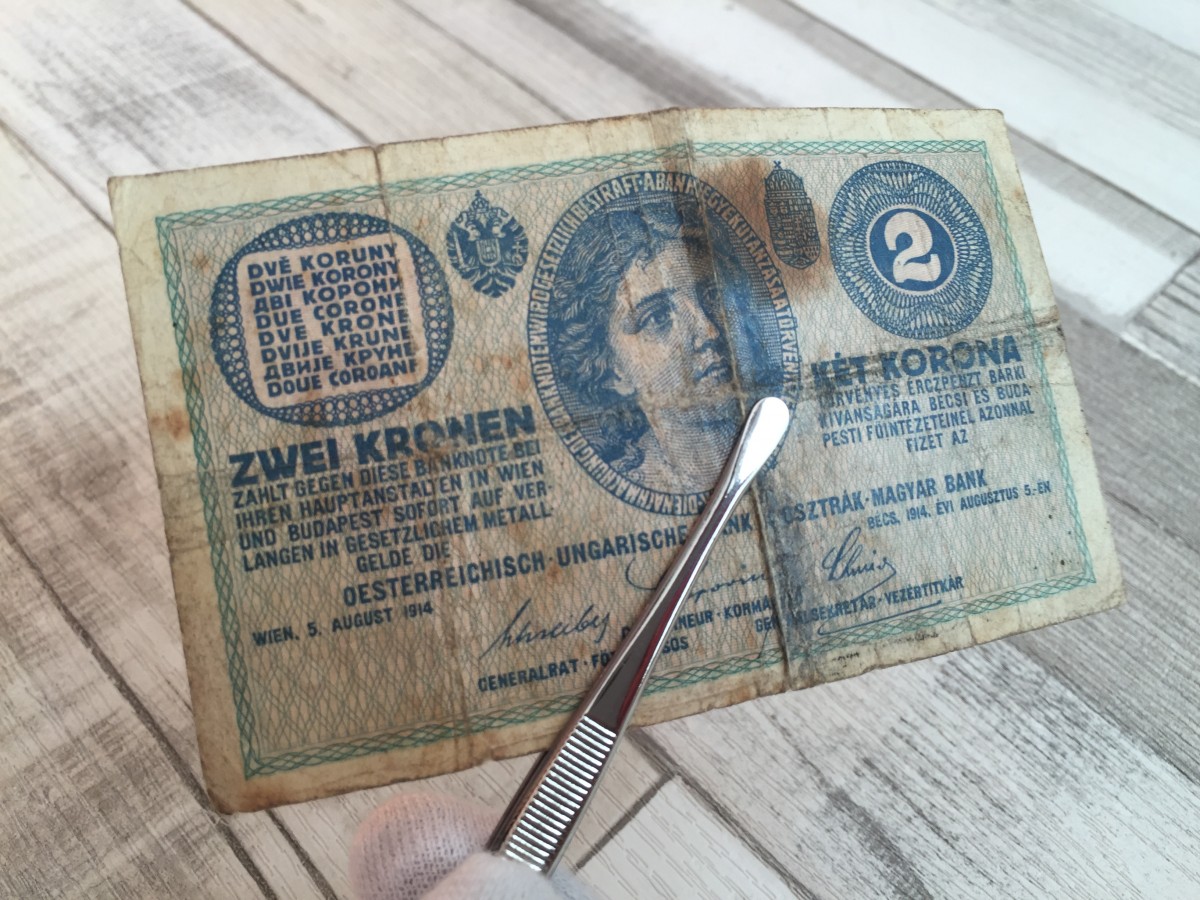 DVĚ KORUNY
DWIE KORONY
ДВІ КОРОНИ
DUE CORONE
DVE KRONE
DVIJE KRUNE
ДВИЈЕ КРУНЕ
DOUE COROANE
2
ZWEI KRONEN
ZAHLT GEGEN DIESE BANKNOTE BEI
IHREN HAUPTANSTALTEN IN WIEN
UND BUDAPEST SOFORT AUF VER-
LANGEN IN GESETZLICHEM METALL-
GELDE DIE
OESTERREICHISCH·UNGARISCHE BANK
WIEN, 5. AUGUST 1914
GENERALRAT
KÉT KORONA
TÖRVÉNYES ÉRCZPÉNZT BÁRKI
KIVÁNSÁGÁRA BÉCSI ÉS BUDA-
PESTI FŐINTÉZETEINÉL AZONNAL
FIZET AZ
OSZTRÁK·MAGYAR BANK
BÉCS, 1914. ÉVI AUGUSZTUS 5.-ÉN
SEKRETÄR·VEZÉRTITKÁR